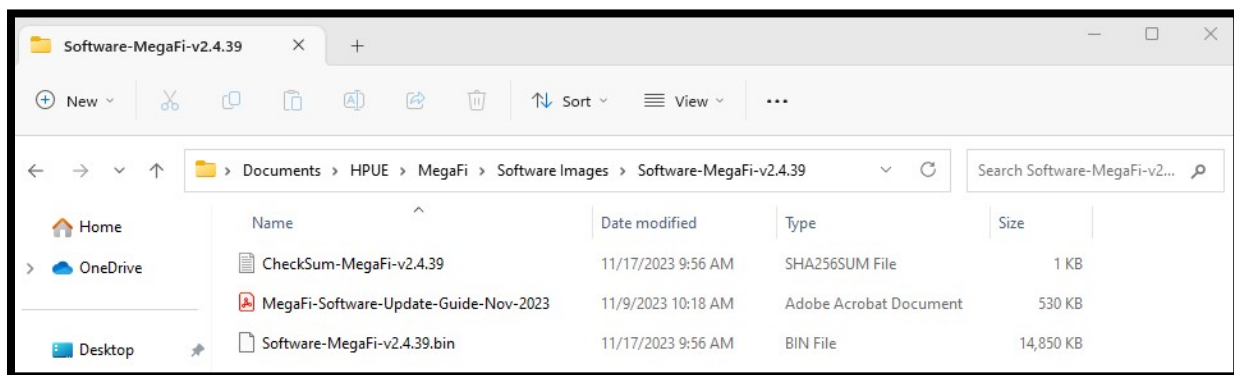 Software-MegaFi-v2.4.39
New Sort View
Documents > HPUE > MegaFi > Software Images > Software-MegaFi-v2.4.39 Search Software-MegaFi-v2...
Home
OneDrive
Desktop
Name Date modified Type Size
CheckSum-MegaFi-v2.4.39 11/17/2023 9:56 AM SHA256SUM File 1 KB
MegaFi-Software-Update-Guide-Nov-2023 11/9/2023 10:18 AM Adobe Acrobat Document 530 KB
Software-MegaFi-v2.4.39.bin 11/17/2023 9:56 AM BIN File 14,850 KB